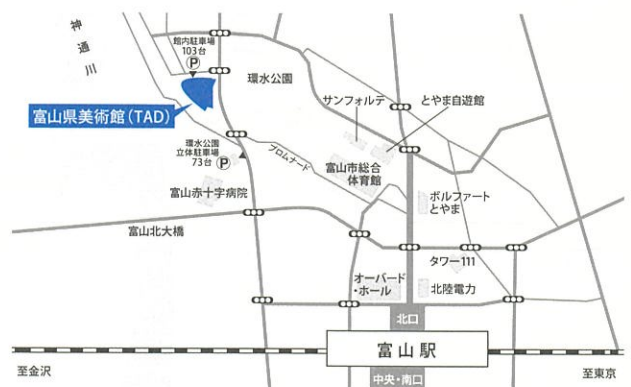 神通川
館内駐車場
103台
P
環水公園
サンフォルテ
とやま自遊館
富山県美術館(TAD)
環水公園
立体駐車場
73台
P
プロムナード
富山市総合
体育館
富山赤十字病院
ボルファート
とやま
富山北大橋
タワー111
オーバード
・ホール
北陸電力
北口
富山駅
至金沢
至東京
中央・南口